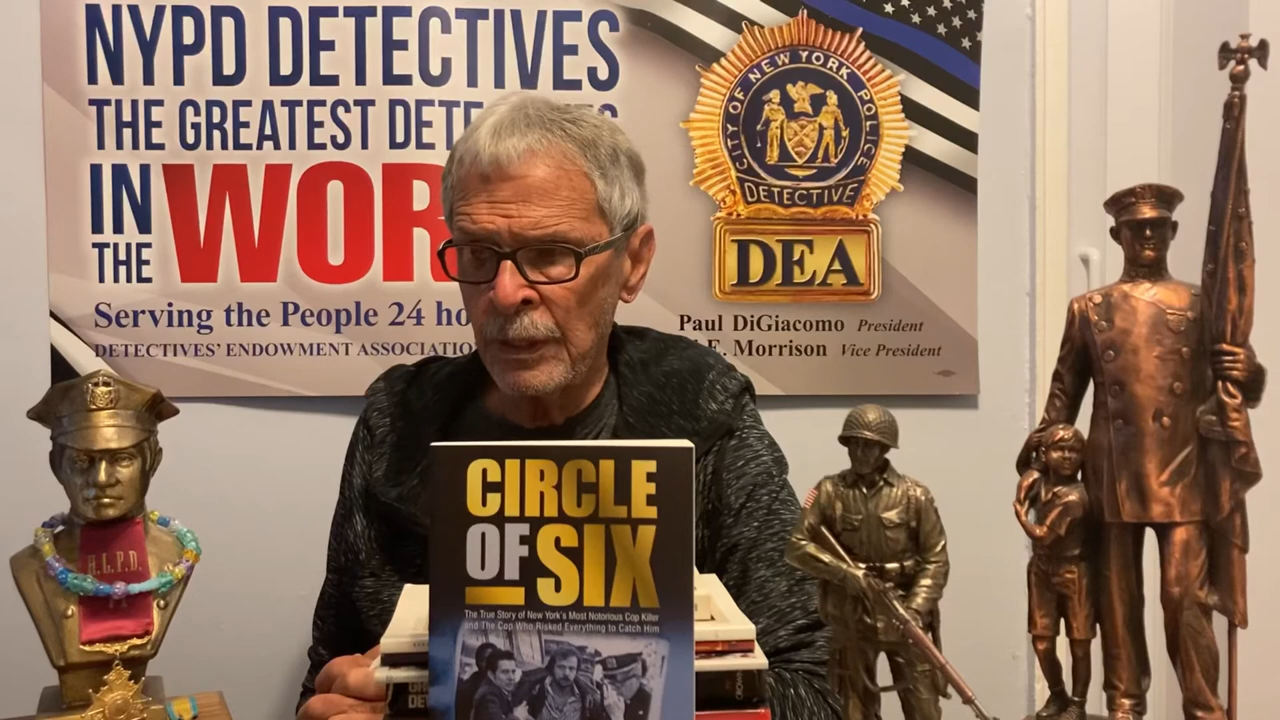 NYPD DETECTIVES
THE GREATEST DETE
IN THE WOR
Serving the People 24 ho
DETECTIVES' ENDOWMENT ASSOCIATIO
CITY OF NEW YORK POLICE
DETECTIVE
DEA
Paul DiGiacomo President
E. Morrison Vice President
H.L.P.D.
CIRCLE
OF SIX
The True Story of New York's Most Notorious Cop Killer
and The Cop Who Risked Everything to Catch Him